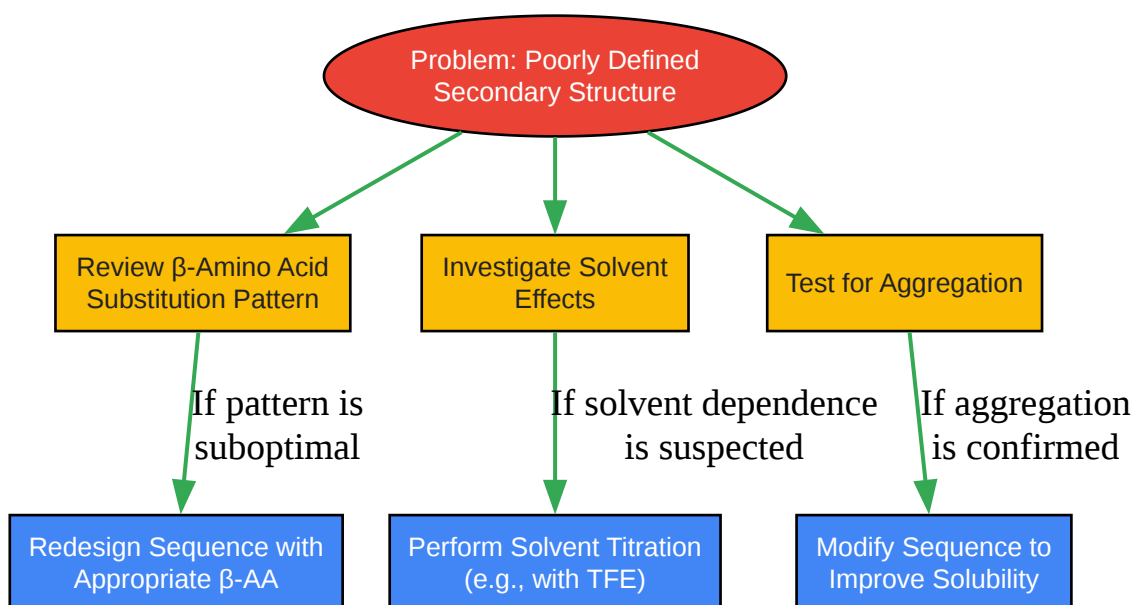 Problem: Poorly Defined
Secondary Structure
Review β-Amino Acid
Substitution Pattern
Investigate Solvent
Effects
Test for Aggregation
If pattern is
suboptimal
If solvent dependence
is suspected
If aggregation
is confirmed
Redesign Sequence with
Appropriate β-AA
Perform Solvent Titration
(e.g., with TFE)
Modify Sequence to
Improve Solubility